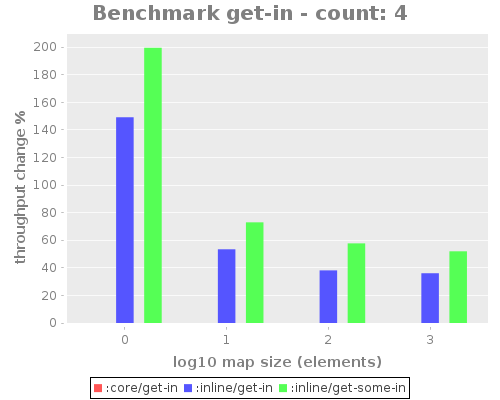 Benchmark get-in - count: 4
throughput change %
200
180
160
140
120
100
80
60
40
20
0
0 1 2 3
log10 map size (elements)
:core/get-in :inline/get-in :inline/get-some-in